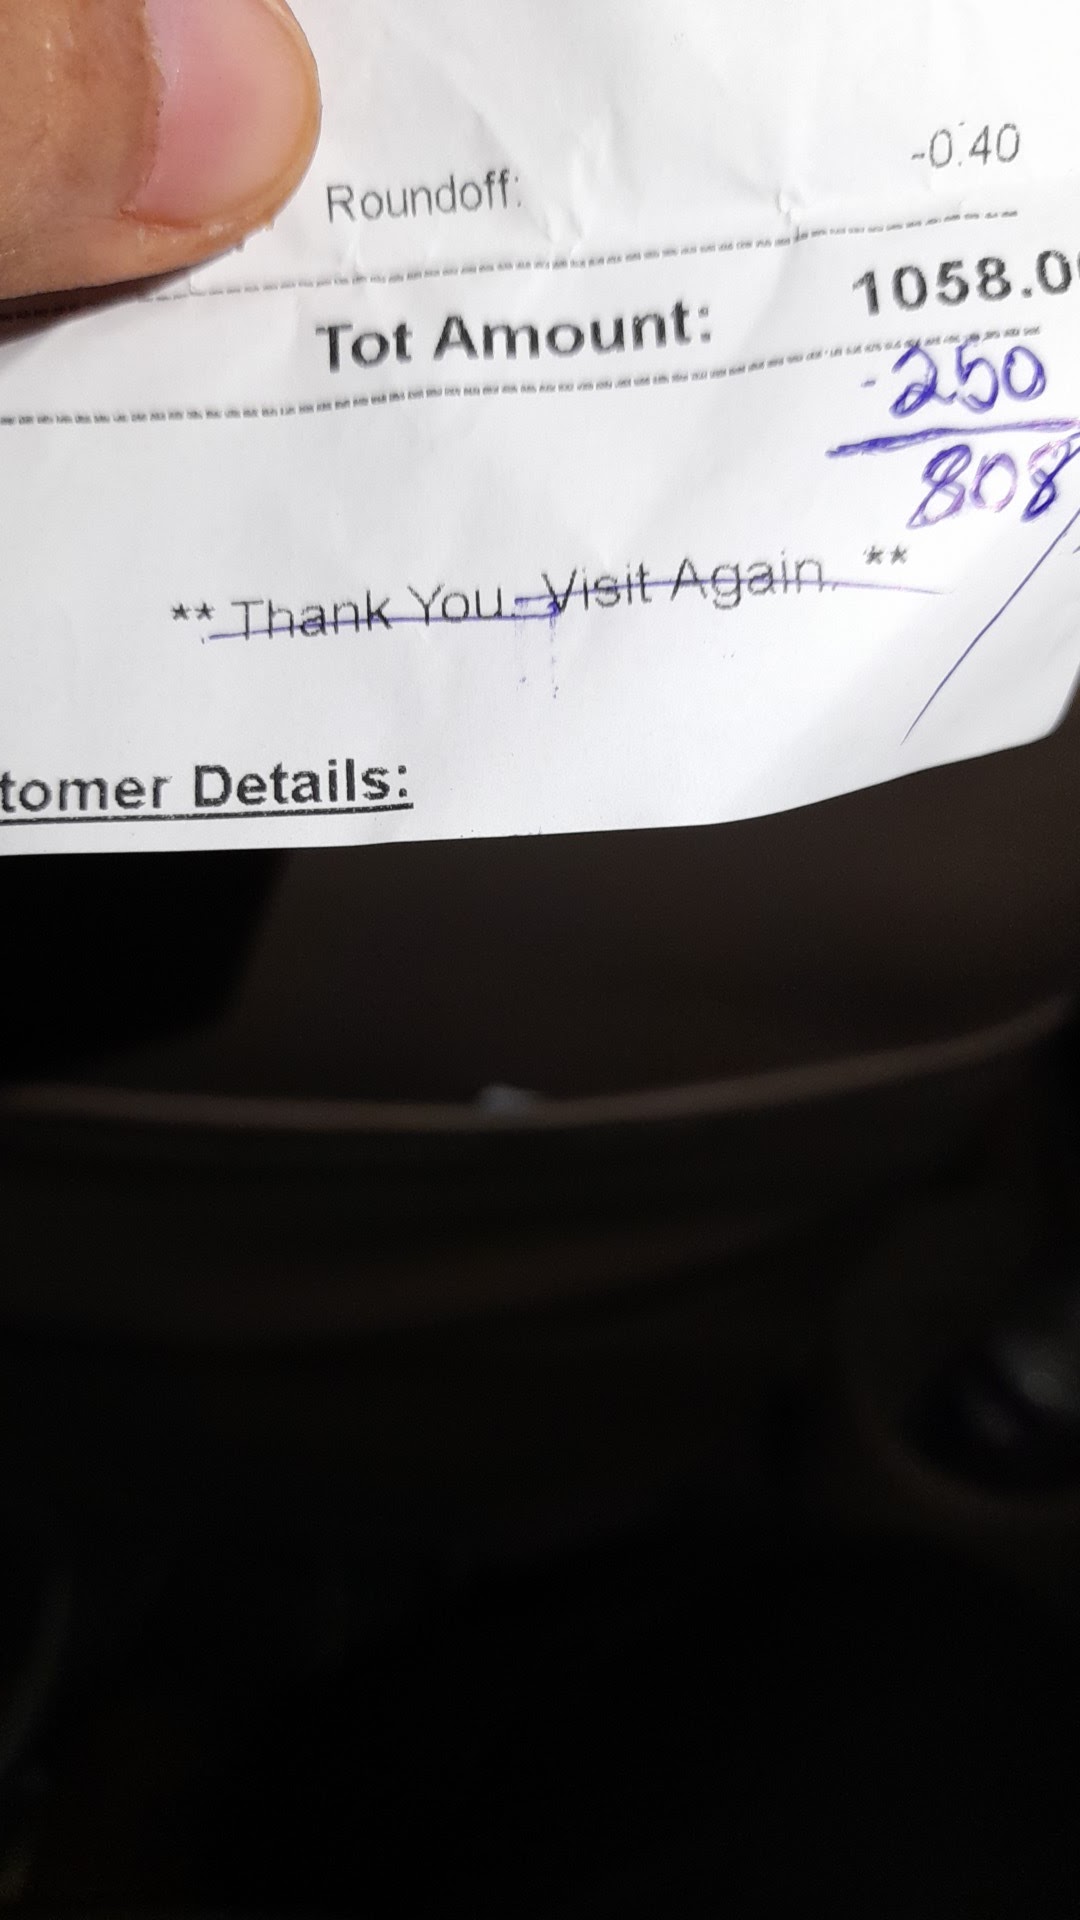 Roundoff: -0.40
Tot Amount: 1058.0
-250
808
** Thank You. Visit Again. **
tomer Details: